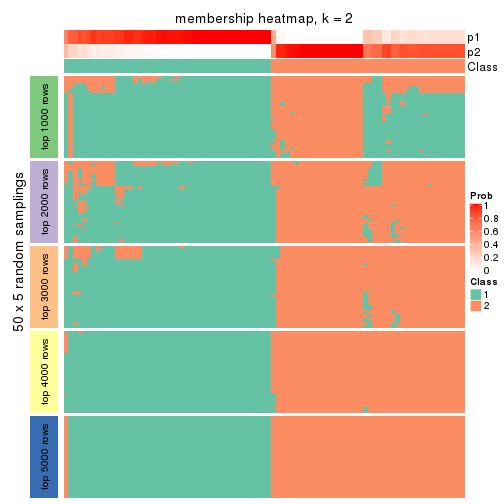 membership heatmap, k = 2
p1
p2
Class
50 x 5 random samplings
top 1000 rows
top 2000 rows
top 3000 rows
top 4000 rows
top 5000 rows
Prob
1
0.8
0.6
0.4
0.2
0
Class
1
2